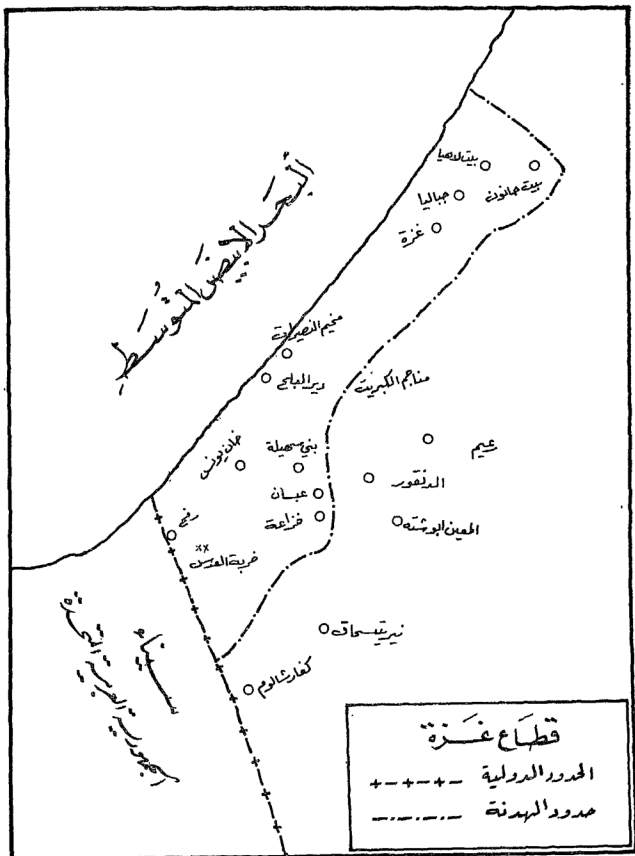 البحر الأبيض المتوسط
بيت لاهيا
بيت حانون
جباليا
غزة
مخيم النصيرات
دير البلح
مناجم الكبريت
خان يونس
بني سهيلة
رعيم
الدنقور
عبسان
خزاعة
المعين ابوشته
رفح
خربة العدس
نيريتسحاق
كفارشالوم
سيناء
الجمهورية العربية المتحدة
قطاع غزة
الحدود الدولية
حدود الهدنة